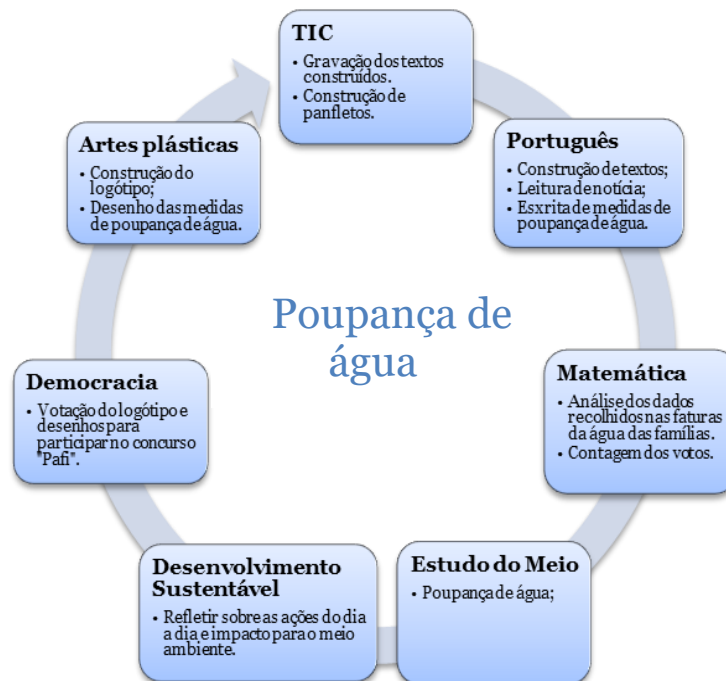 TIC
• Gravação dos textos
construídos.
• Construção de
panfletos.
Português
• Construção de textos;
• Leitura de notícia;
• Esxrita de medidas de
poupança de água.
Matemática
• Análise dos dados
recolhidos nas faturas
da água das famílias.
• Contagem dos votos.
Estudo do Meio
• Poupança de água;
Desenvolvimento
Sustentável
• Refletir sobre as ações do dia
a dia e impacto para o meio
ambiente.
Democracia
• Votação do logótipo e
desenhos para
participar no concurso
"Pafi".
Artes plásticas
• Construção do
logótipo;
• Desenho das medidas
de poupança de água.
Poupança de
água